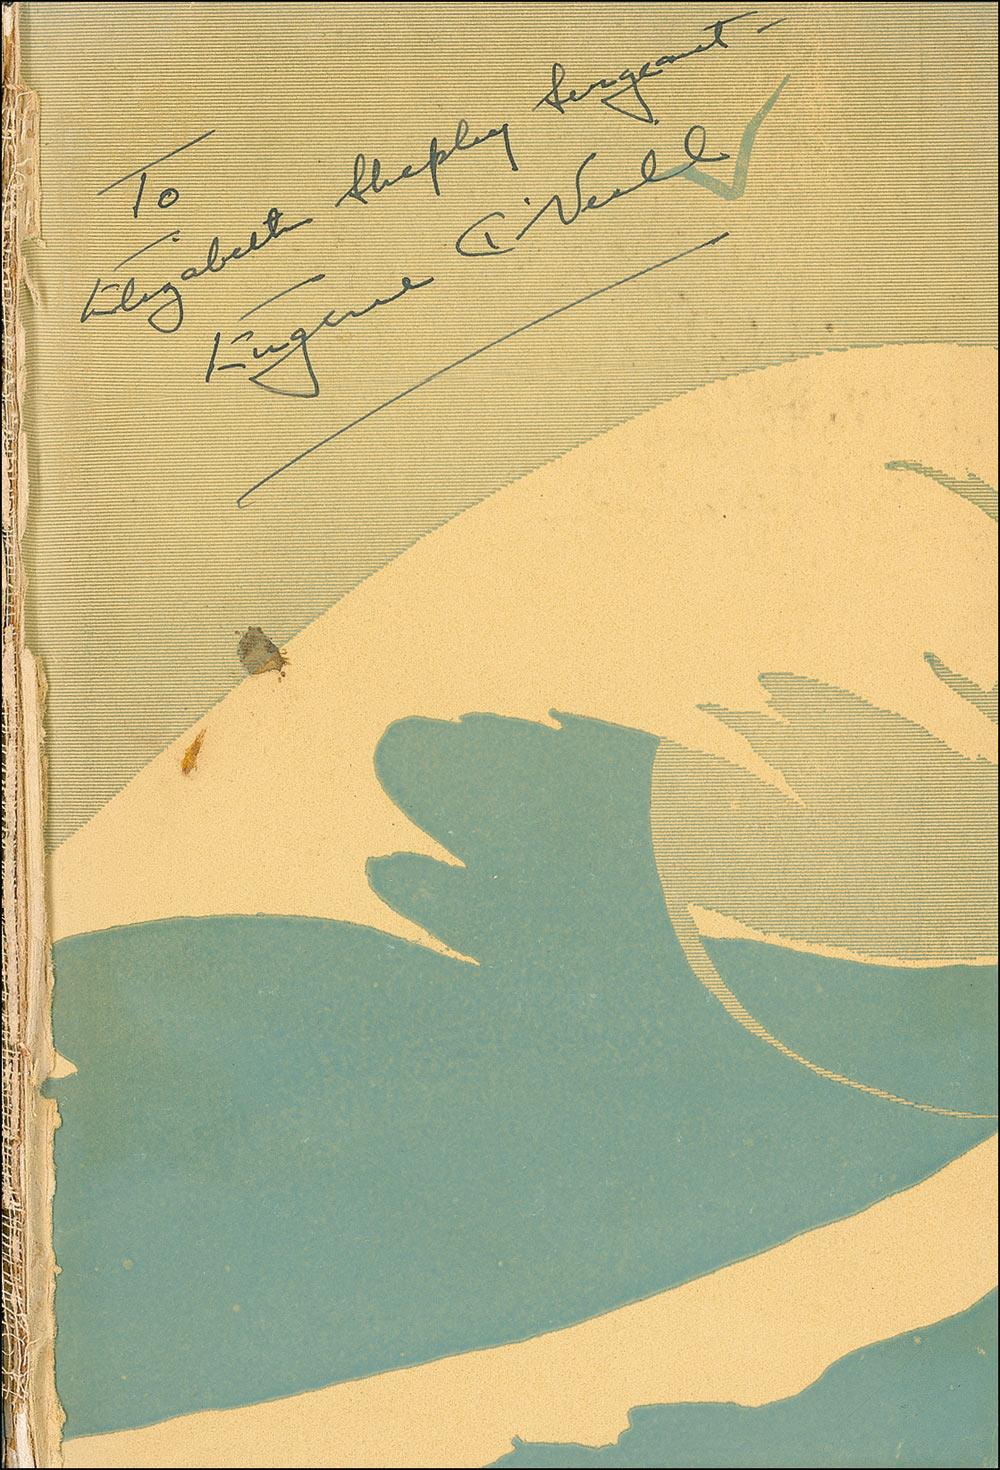 To
Elizabeth Shepley Sergeant –
Eugene O'Neill